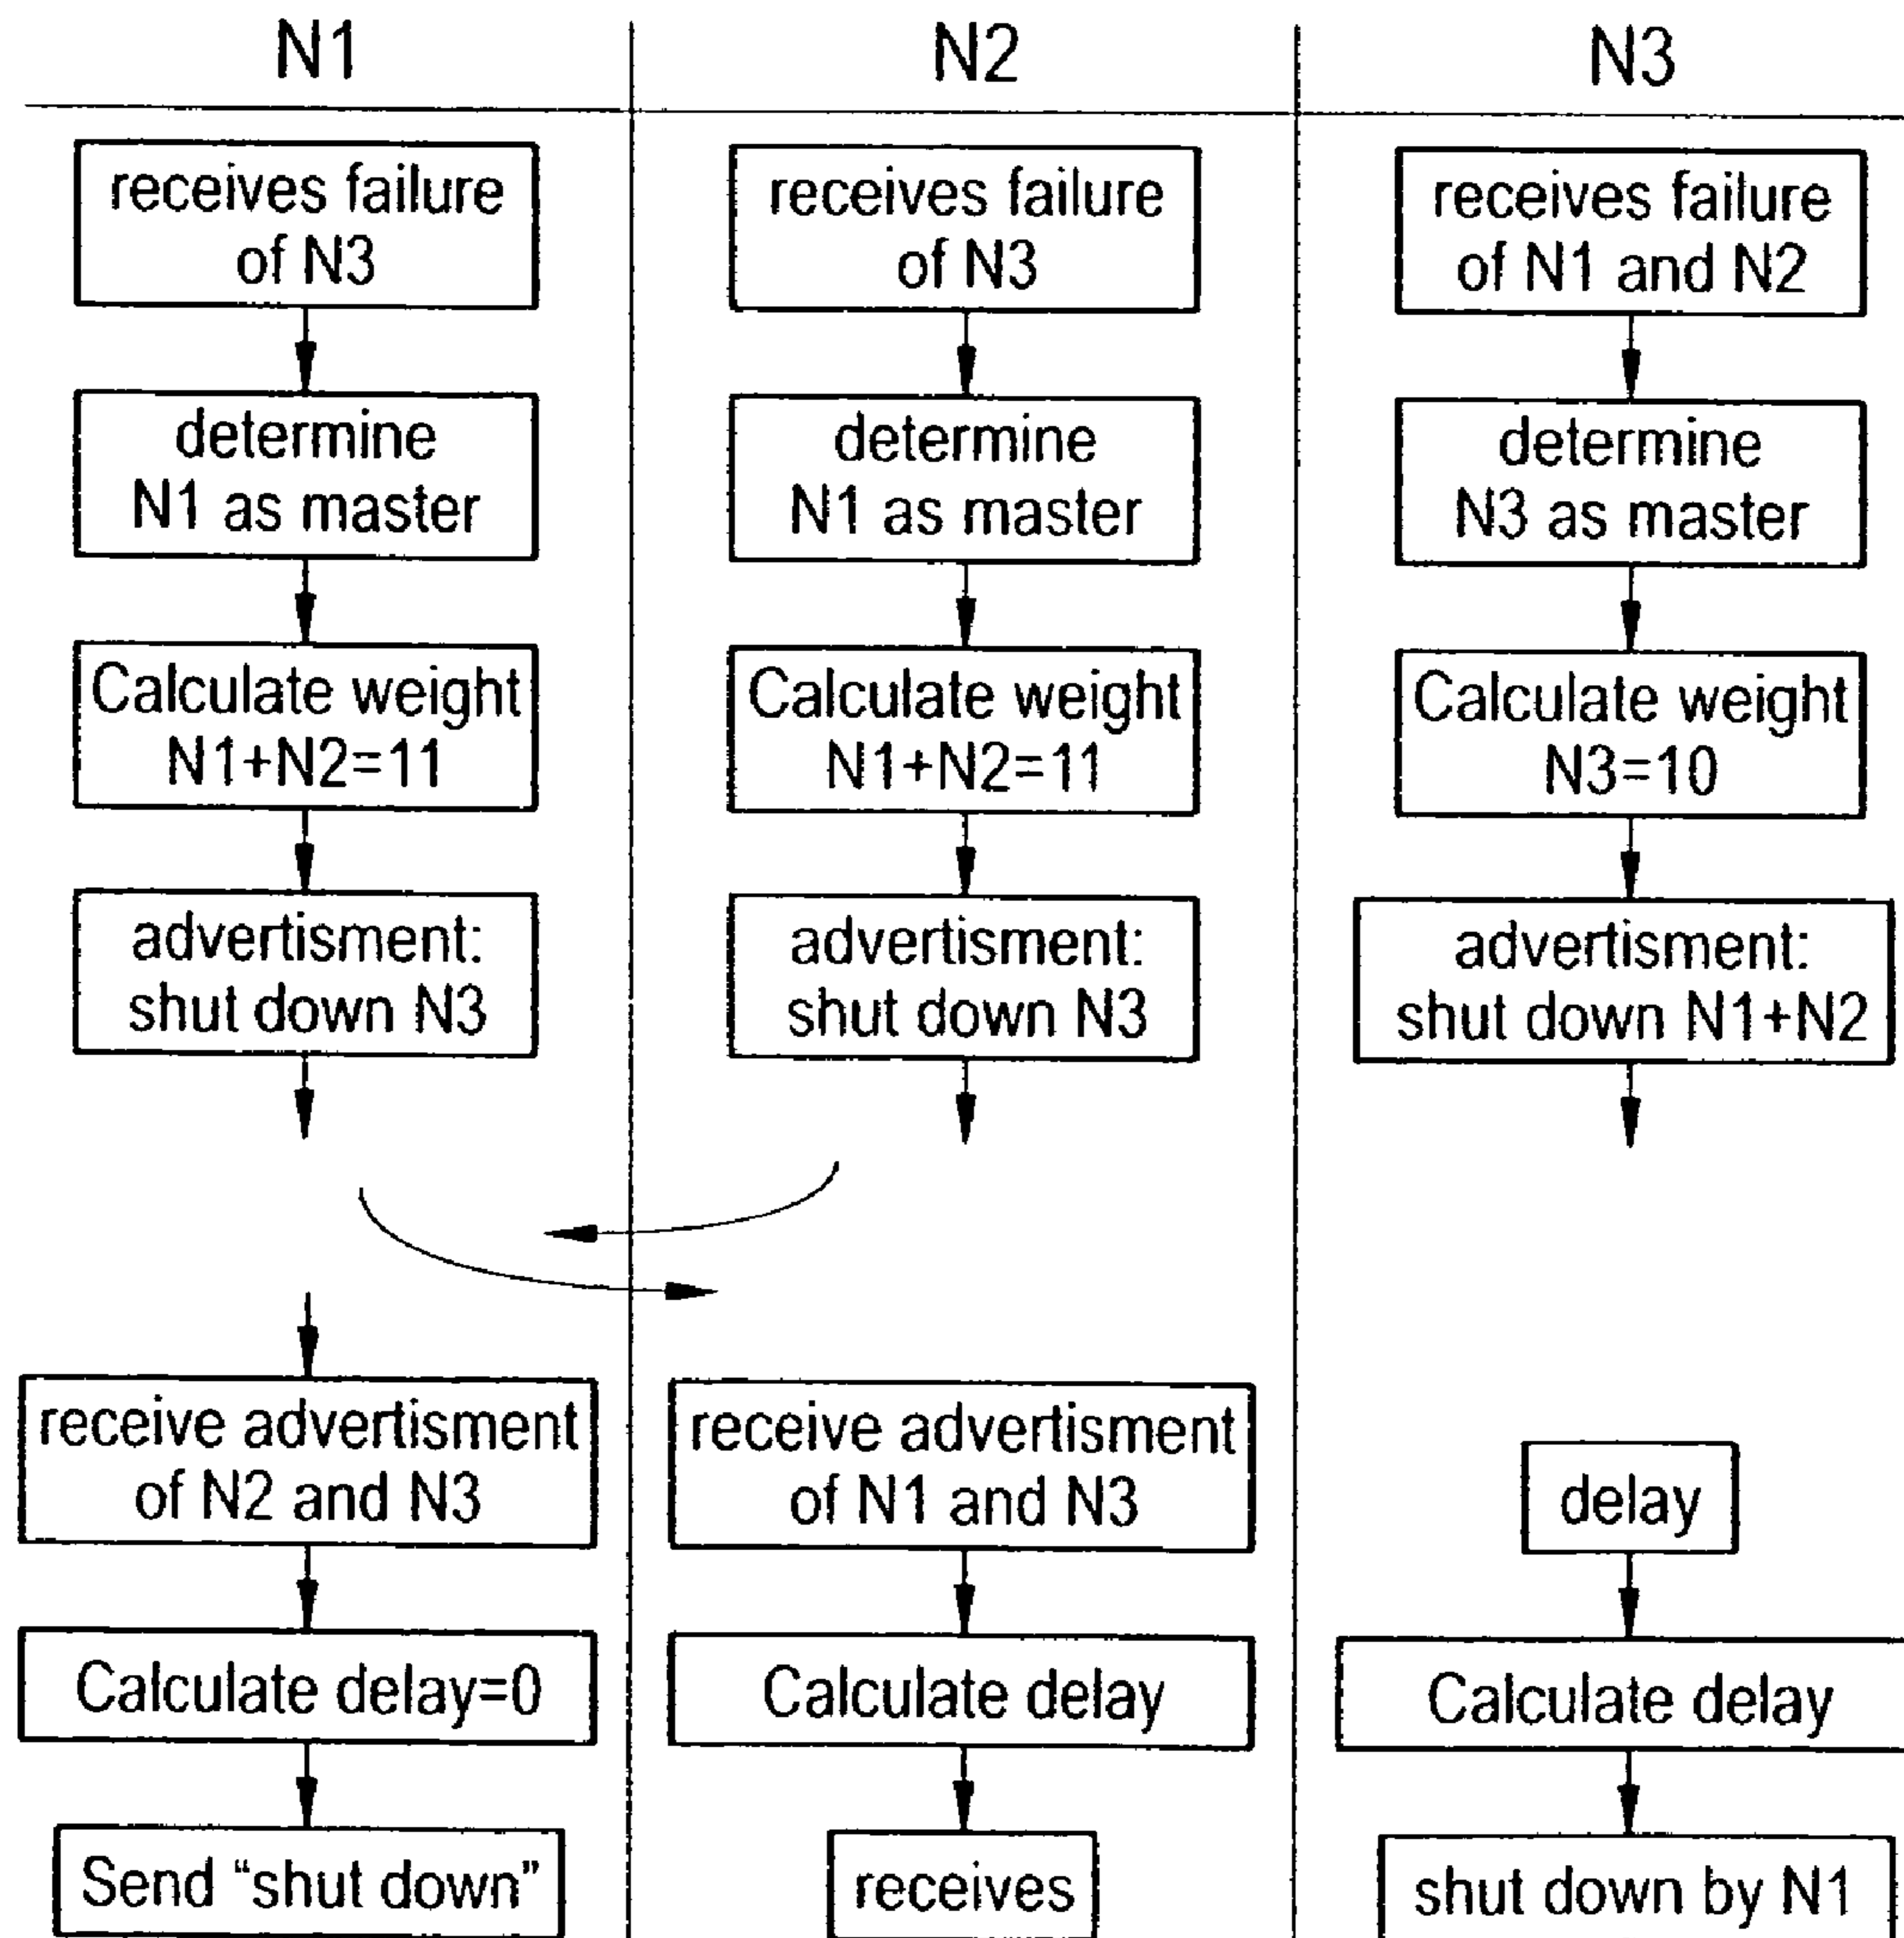 N1
N2
N3
receives failure
of N3
receives failure
of N3
receives failure
of N1 and N2
determine
N1 as master
determine
N1 as master
determine
N3 as master
Calculate weight
N1+N2=11
Calculate weight
N1+N2=11
Calculate weight
N3=10
advertisment:
shut down N3
advertisment:
shut down N3
advertisment:
shut down N1+N2
receive advertisment
of N2 and N3
receive advertisment
of N1 and N3
delay
Calculate delay=0
Calculate delay
Calculate delay
Send “shut down”
receives
shut down by N1